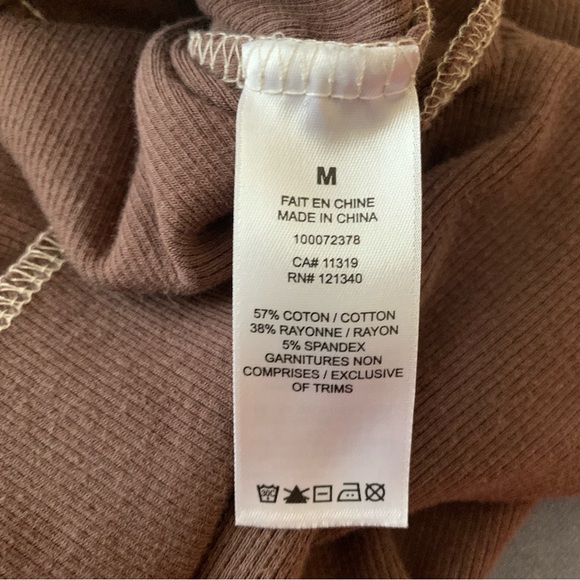 M
FAIT EN CHINE
MADE IN CHINA
100072378
CA# 11319
RN# 121340
57% COTON / COTTON
38% RAYONNE / RAYON
5% SPANDEX
GARNITURES NON
COMPRISES / EXCLUSIVE
OF TRIMS